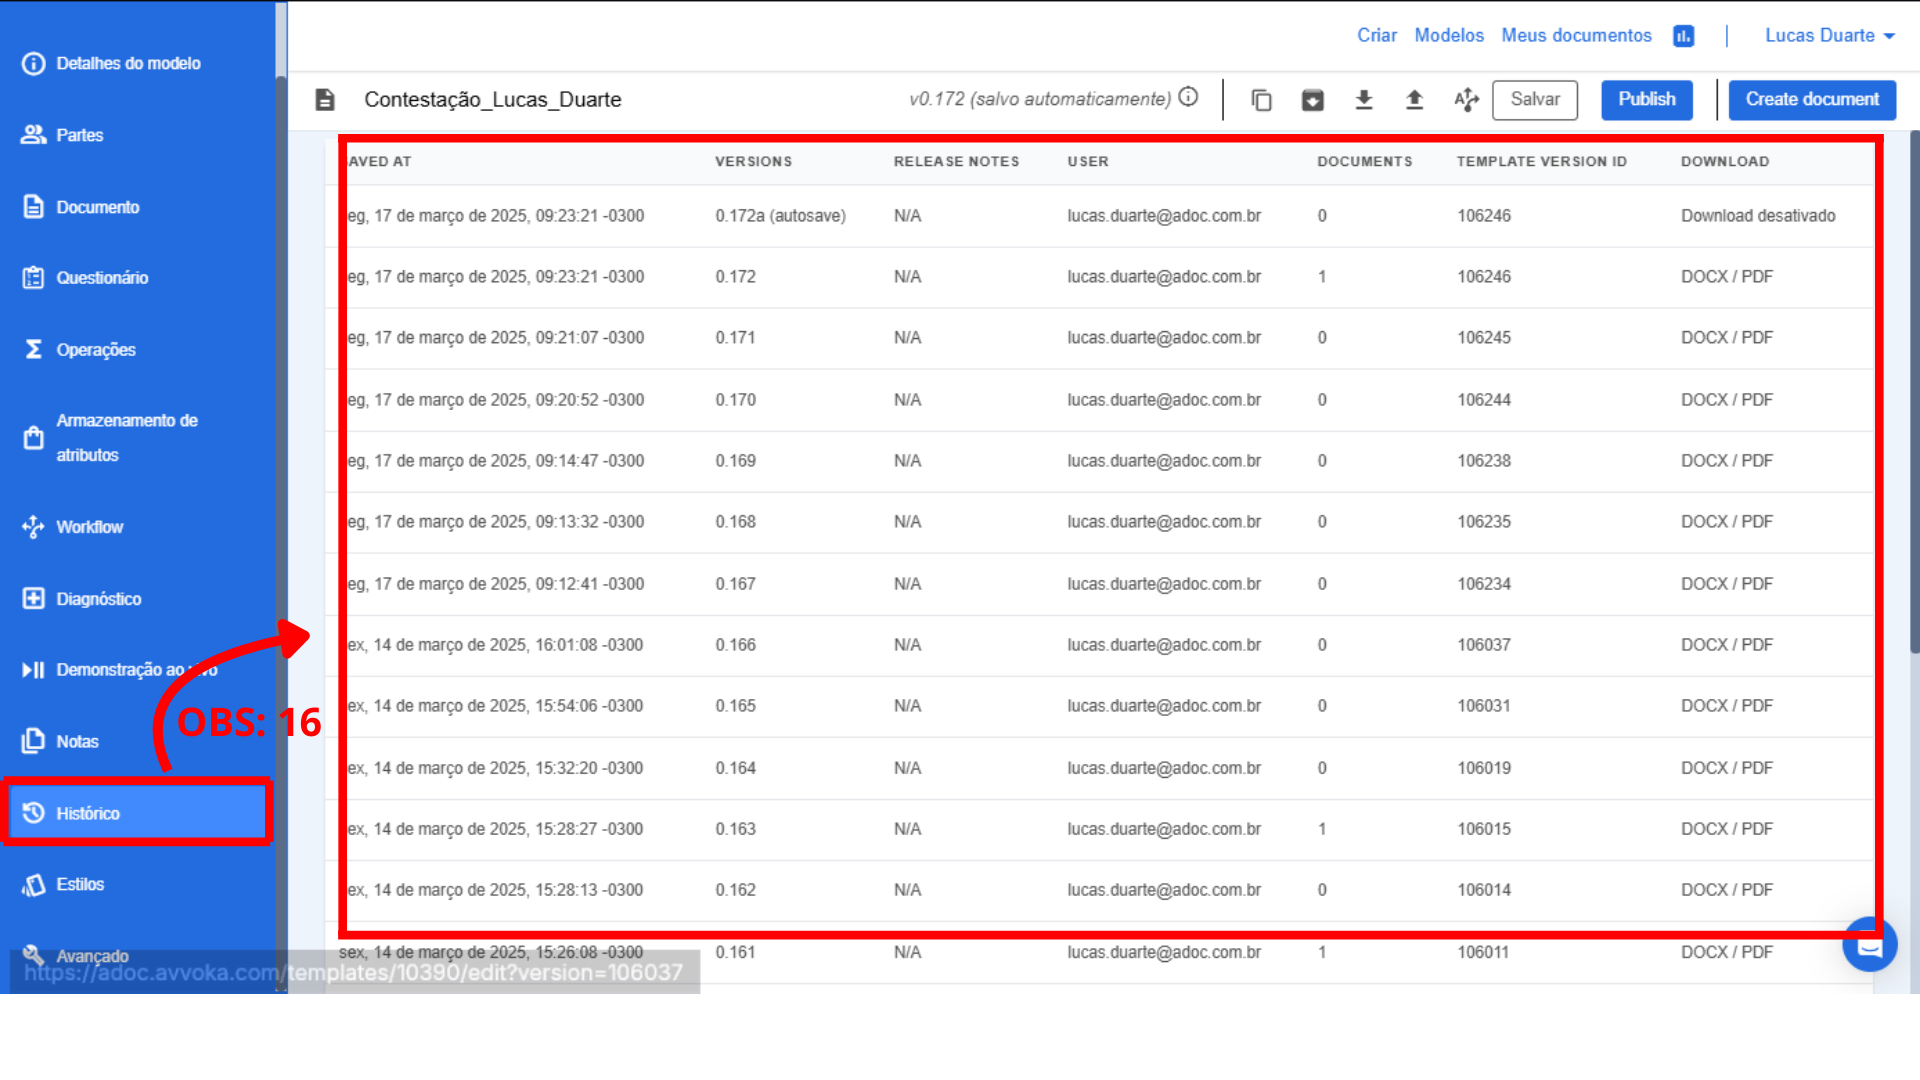 Criar Modelos Meus documentos Lucas Duarte
Detalhes do modelo
Partes
Documento
Questionário
Operações
Armazenamento de
atributos
Workflow
Diagnóstico
Demonstração ao vivo
OBS: 16
Notas
Histórico
Estilos
Avançado
Contestação_Lucas_Duarte v0.172 (salvo automaticamente) Salvar Publish Create document
AVED AT VERSIONS RELEASE NOTES USER DOCUMENTS TEMPLATE VERSION ID DOWNLOAD
eg, 17 de março de 2025, 09:23:21 -0300 0.172a (autosave) N/A lucas.duarte@adoc.com.br 0 106246 Download desativado
eg, 17 de março de 2025, 09:23:21 -0300 0.172 N/A lucas.duarte@adoc.com.br 1 106246 DOCX / PDF
eg, 17 de março de 2025, 09:21:07 -0300 0.171 N/A lucas.duarte@adoc.com.br 0 106245 DOCX / PDF
eg, 17 de março de 2025, 09:20:52 -0300 0.170 N/A lucas.duarte@adoc.com.br 0 106244 DOCX / PDF
eg, 17 de março de 2025, 09:14:47 -0300 0.169 N/A lucas.duarte@adoc.com.br 0 106238 DOCX / PDF
eg, 17 de março de 2025, 09:13:32 -0300 0.168 N/A lucas.duarte@adoc.com.br 0 106235 DOCX / PDF
eg, 17 de março de 2025, 09:12:41 -0300 0.167 N/A lucas.duarte@adoc.com.br 0 106234 DOCX / PDF
ex, 14 de março de 2025, 16:01:08 -0300 0.166 N/A lucas.duarte@adoc.com.br 0 106037 DOCX / PDF
ex, 14 de março de 2025, 15:54:06 -0300 0.165 N/A lucas.duarte@adoc.com.br 0 106031 DOCX / PDF
ex, 14 de março de 2025, 15:32:20 -0300 0.164 N/A lucas.duarte@adoc.com.br 0 106019 DOCX / PDF
ex, 14 de março de 2025, 15:28:27 -0300 0.163 N/A lucas.duarte@adoc.com.br 1 106015 DOCX / PDF
ex, 14 de março de 2025, 15:28:13 -0300 0.162 N/A lucas.duarte@adoc.com.br 0 106014 DOCX / PDF
sex, 14 de março de 2025, 15:26:08 -0300 0.161 N/A lucas.duarte@adoc.com.br 1 106011 DOCX / PDF
https://adoc.avvoka.com/templates/10390/edit?version=106037